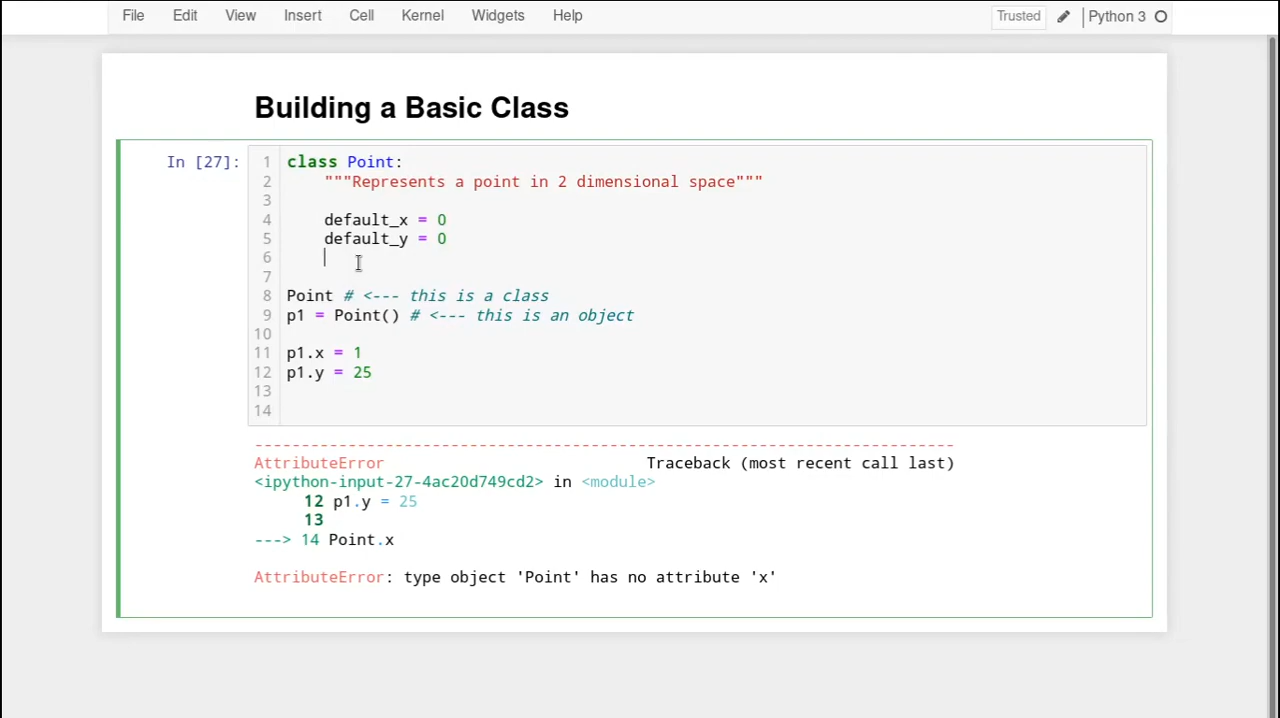 File Edit View Insert Cell Kernel Widgets Help Trusted Python 3
Building a Basic Class
In [27]:
1 class Point:
2     """Represents a point in 2 dimensional space"""
3
4     default_x = 0
5     default_y = 0
6
7
8 Point # <--- this is a class
9 p1 = Point() # <--- this is an object
10
11 p1.x = 1
12 p1.y = 25
13
14
---------------------------------------------------------------------------
AttributeError                            Traceback (most recent call last)
<ipython-input-27-4ac20d749cd2> in <module>
     12 p1.y = 25
     13
---> 14 Point.x
AttributeError: type object 'Point' has no attribute 'x'